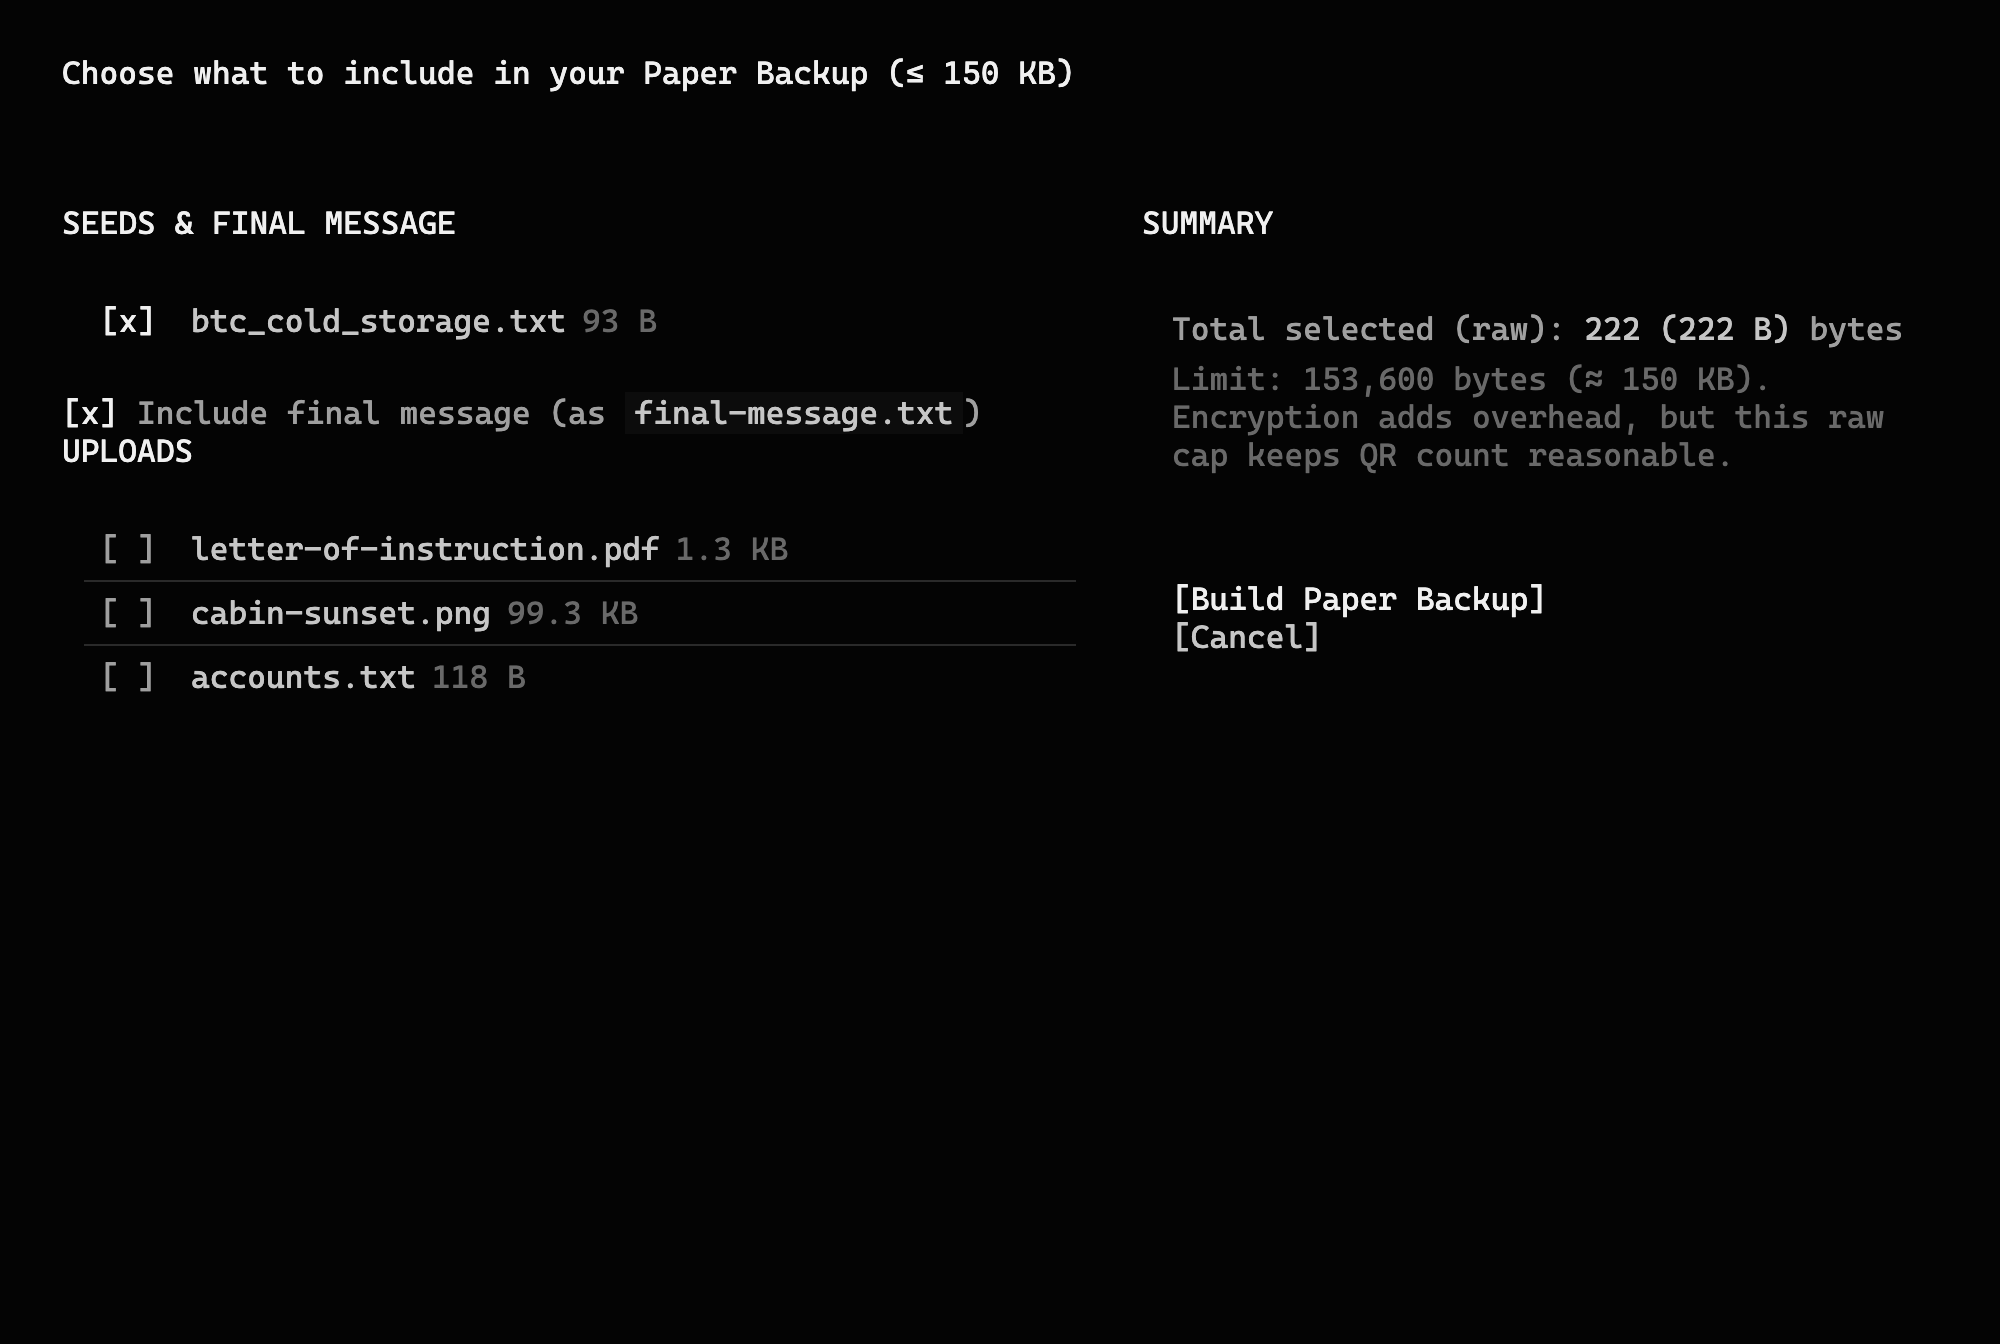 Choose what to include in your Paper Backup (≤ 150 KB)
SEEDS & FINAL MESSAGE
[x] btc_cold_storage.txt 93 B
[x] Include final message (as final-message.txt)
UPLOADS
[ ] letter-of-instruction.pdf 1.3 KB
[ ] cabin-sunset.png 99.3 KB
[ ] accounts.txt 118 B
SUMMARY
Total selected (raw): 222 (222 B) bytes
Limit: 153,600 bytes (≈ 150 KB).
Encryption adds overhead, but this raw
cap keeps QR count reasonable.
[Build Paper Backup]
[Cancel]